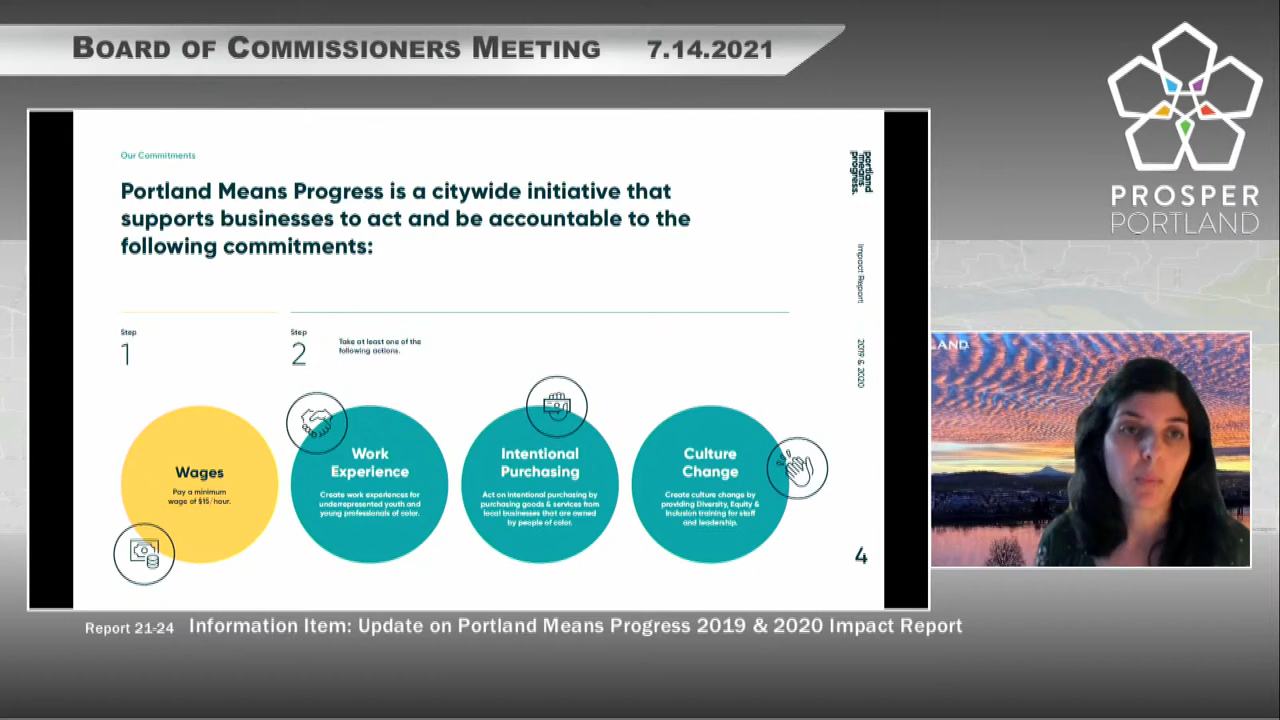 BOARD OF COMMISSIONERS MEETING 7.14.2021
PROSPER
PORTLAND
Our Commitments
Portland Means Progress is a citywide initiative that
supports businesses to act and be accountable to the
following commitments:
portland
means
progress.
Impact Report
2019 & 2020
Step
1
Step
2
Take at least one of the
following actions.
Wages
Pay a minimum
wage of $15/hour.
Work
Experience
Create work experiences for
underrepresented youth and
young professionals of color.
Intentional
Purchasing
Act on intentional purchasing by
purchasing goods & services from
local businesses that are owned
by people of color.
Culture
Change
Create culture change by
providing Diversity, Equity &
Inclusion training for staff
and leadership.
4
LAND
Report 21-24 Information Item: Update on Portland Means Progress 2019 & 2020 Impact Report